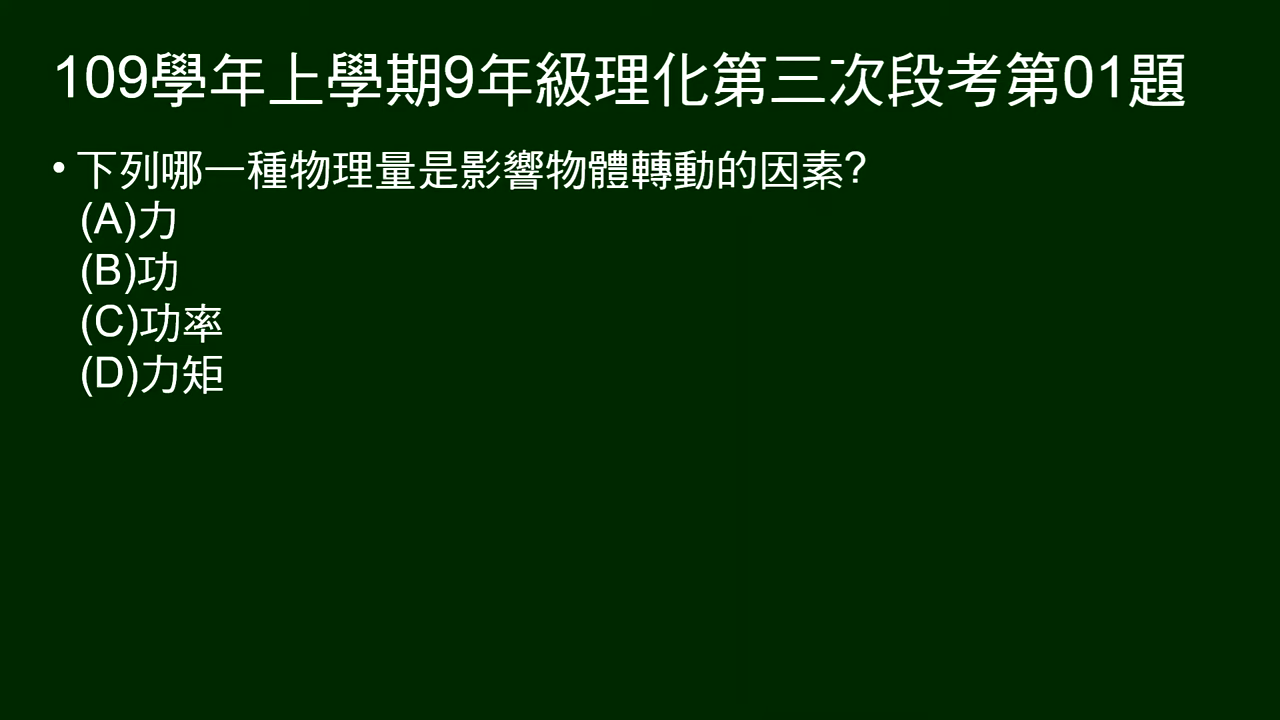 109學年上學期9年級理化第三次段考第01題
• 下列哪一種物理量是影響物體轉動的因素?
(A)力
(B)功
(C)功率
(D)力矩